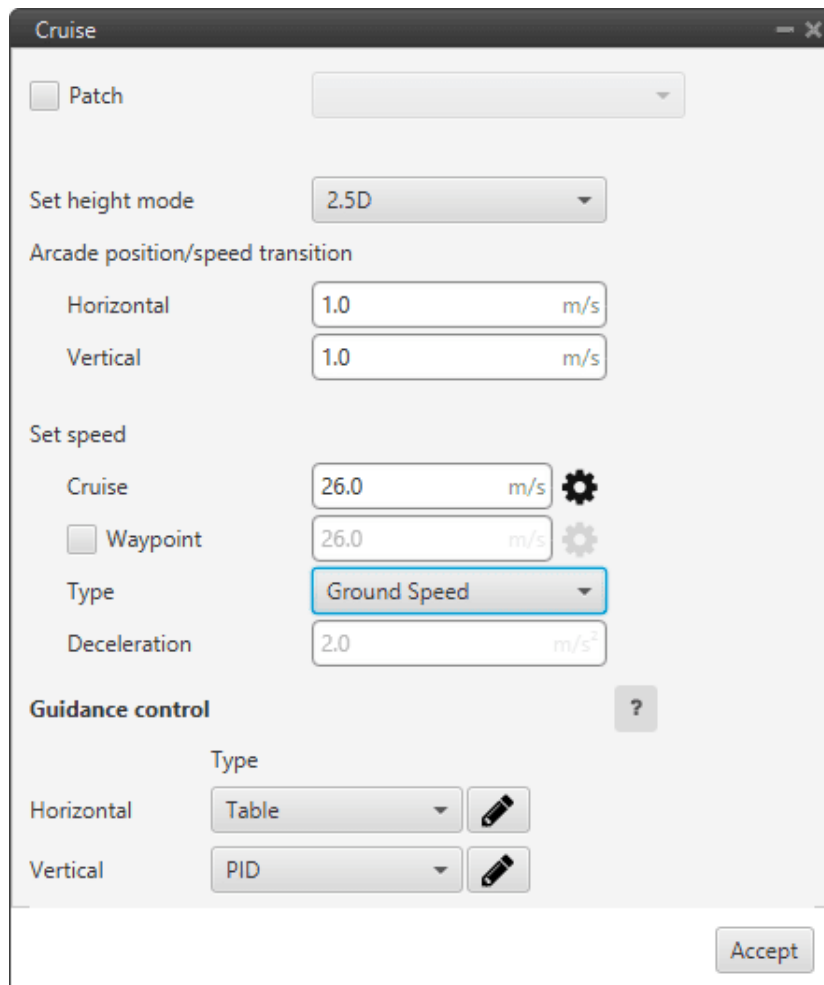 Cruise
Patch
Set height mode 2.5D
Arcade position/speed transition
Horizontal 1.0 m/s
Vertical 1.0 m/s
Set speed
Cruise 26.0 m/s
Waypoint 26.0 m/s
Type Ground Speed
Deceleration 2.0 m/s²
Guidance control ?
Type
Horizontal Table
Vertical PID
Accept